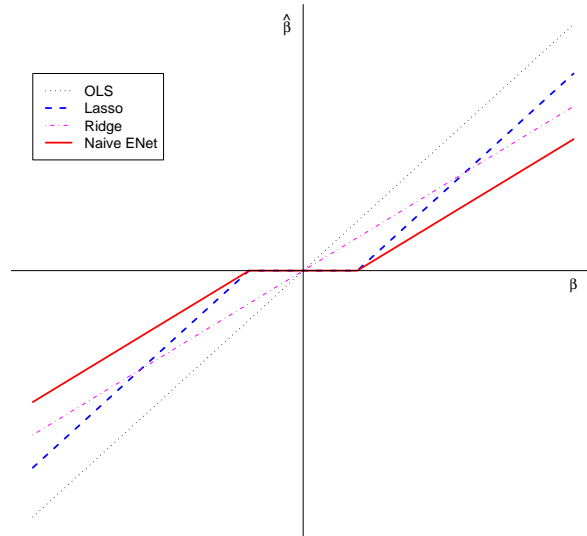 β̂
OLS
Lasso
Ridge
Naive ENet
β